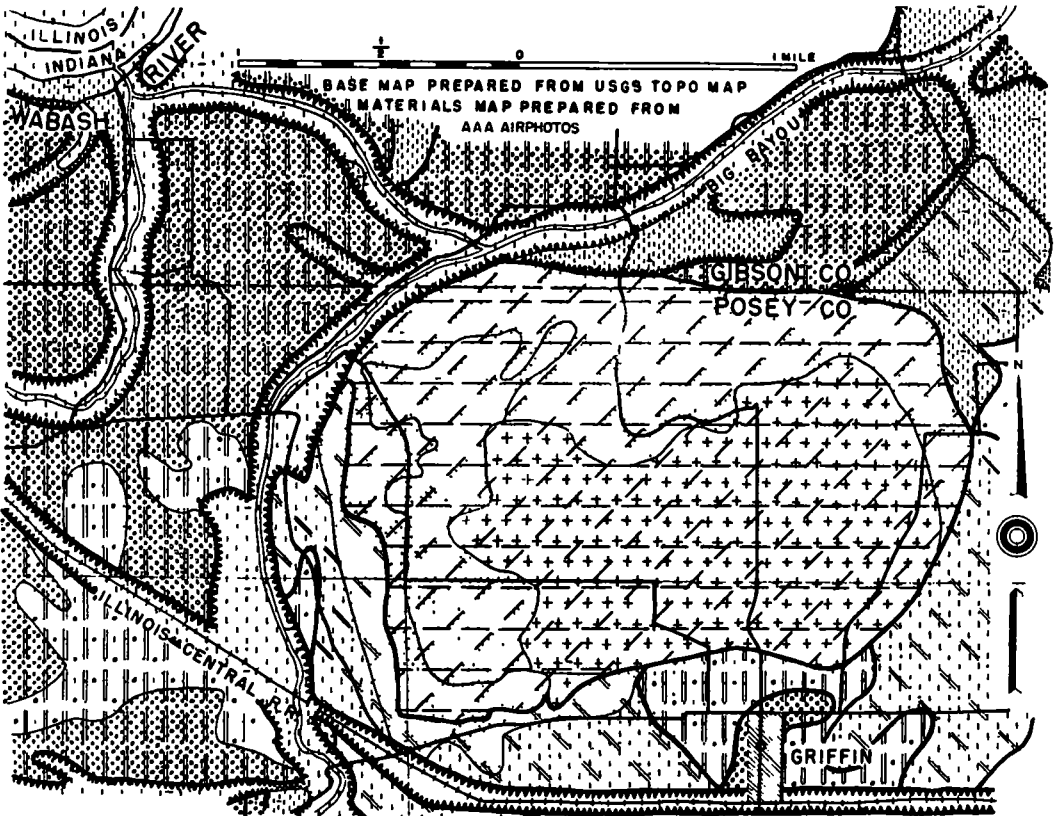 ILLINOIS
INDIANA
RIVER
WABASH
1 1/2 0 1 MILE
BASE MAP PREPARED FROM USGS TOPO MAP
MATERIALS MAP PREPARED FROM
AAA AIRPHOTOS
BIG BAYOU
GIBSON CO.
POSEY CO.
N
ILLINOIS CENTRAL R.R.
GRIFFIN